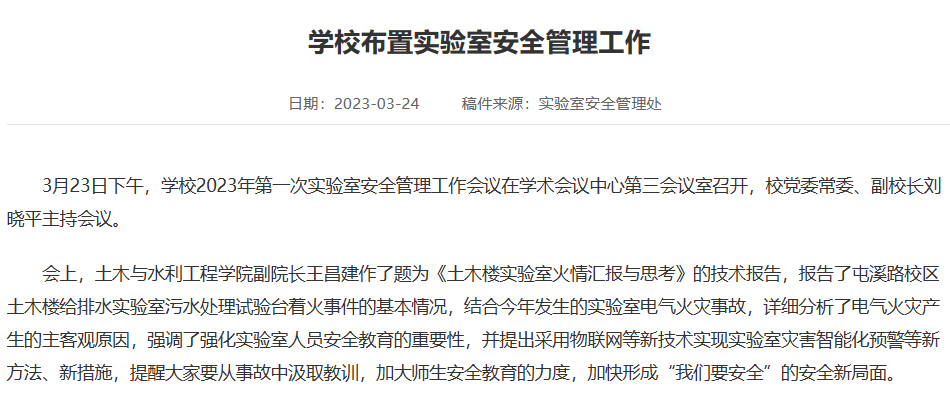 学校布置实验室安全管理工作
日期：2023-03-24 稿件来源：实验室安全管理处
3月23日下午，学校2023年第一次实验室安全管理工作会议在学术会议中心第三会议室召开，校党委常委、副校长刘
晓平主持会议。
会上，土木与水利工程学院副院长王昌建作了题为《土木楼实验室火情汇报与思考》的技术报告，报告了屯溪路校区
土木楼给排水实验室污水处理试验台着火事件的基本情况，结合今年发生的实验室电气火灾事故，详细分析了电气火灾产
生的主客观原因，强调了强化实验室人员安全教育的重要性，并提出采用物联网等新技术实现实验室灾害智能化预警等新
方法、新措施，提醒大家要从事故中汲取教训，加大师生安全教育的力度，加快形成“我们要安全”的安全新局面。